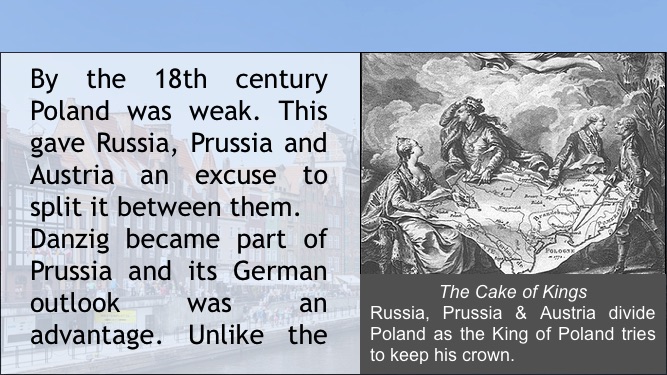 By the 18th century
Poland was weak. This
gave Russia, Prussia and
Austria an excuse to
split it between them.
Danzig became part of
Prussia and its German
outlook was an
advantage. Unlike the
POLOGNE
The Cake of Kings
Russia, Prussia & Austria divide
Poland as the King of Poland tries
to keep his crown.